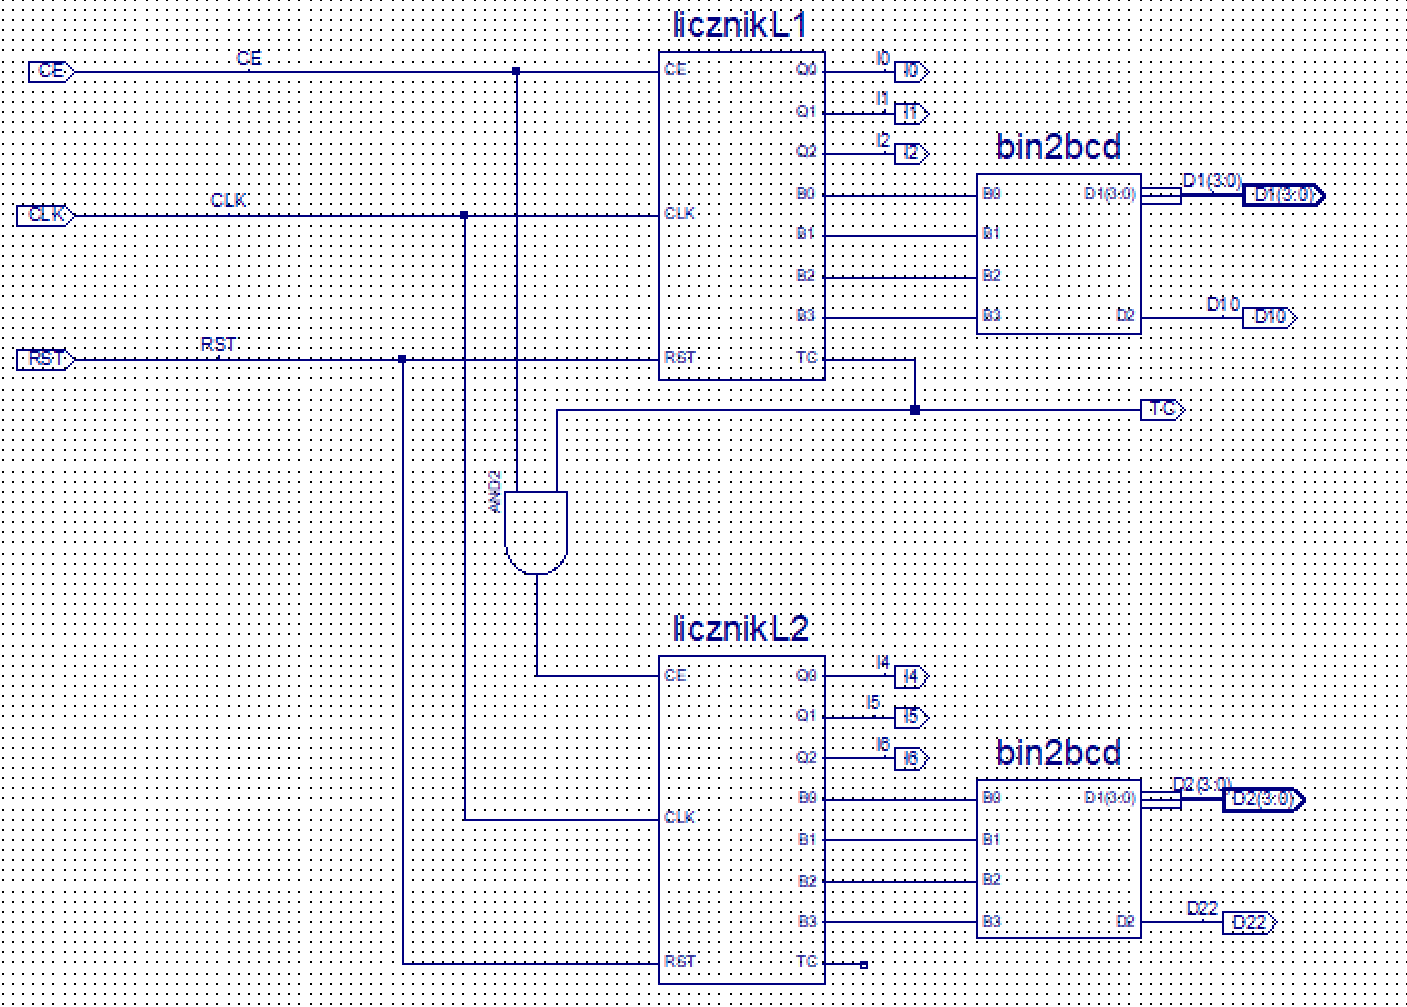 licznikL1
CE
CE
CE
Q0
I0
I0
Q1
I1
I1
Q2
I2
I2
bin2bcd
CLK
CLK
CLK
B0
B0
D1(3:0)
D1(3:0)
D1(3:0)
B1
B1
B2
B2
B3
B3
D2
D10
D10
RST
RST
RST
TC
TC
AND2
licznikL2
CE
Q0
I4
I4
Q1
I5
I5
Q2
I6
I6
bin2bcd
B0
B0
D1(3:0)
D2(3:0)
D2(3:0)
CLK
B1
B1
B2
B2
B3
B3
D2
D22
D22
RST
TC